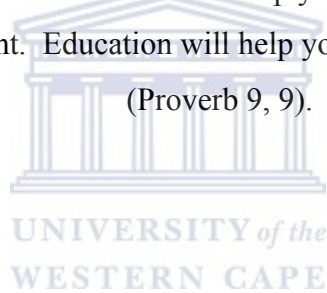 nt. Education will help yo
(Proverb 9, 9).
UNIVERSITY of the
WESTERN CAPE